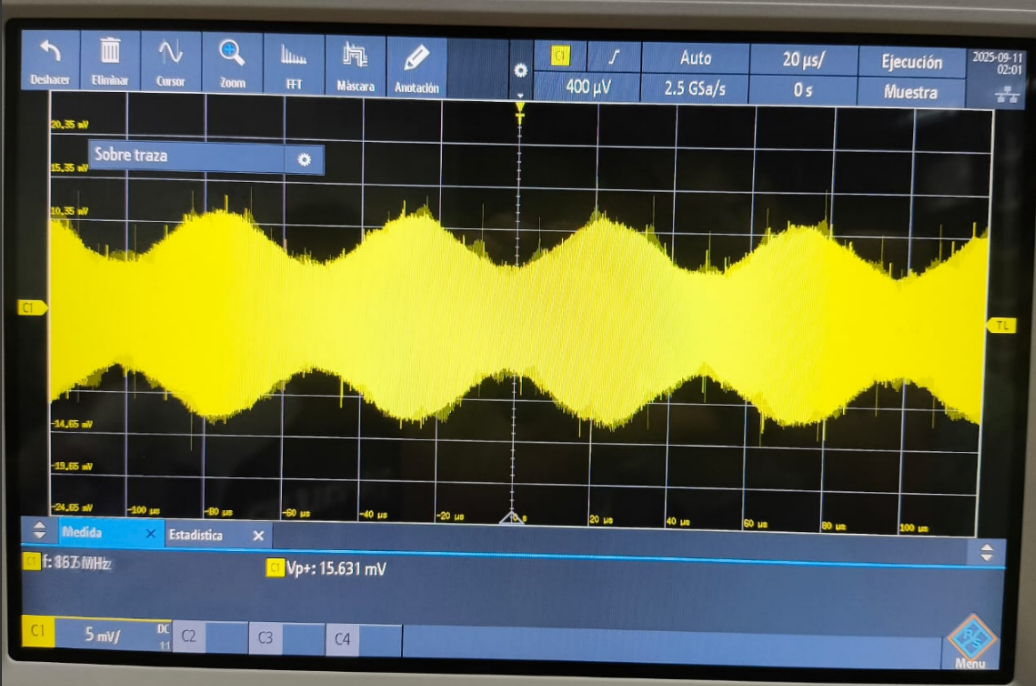 Deshacer Eliminar Cursor Zoom FFT Máscara Anotación
C1 Auto 20 µs/ Ejecución
400 µV 2.5 GSa/s 0 s Muestra
2025-09-11
02:01
T
20,35 mV
Sobre traza
15,35 mV
10,35 mV
C1
TL
-14,65 mV
-19,65 mV
-24,65 mV
-100 µs -80 µs -60 µs -40 µs -20 µs 0 s 20 µs 40 µs 60 µs 80 µs 100 µs
Medida Estadística
C1 f: MHz C1 Vp+: 15.631 mV
C1 5 mV/ DC 1:1 C2 C3 C4
R&S
Menu